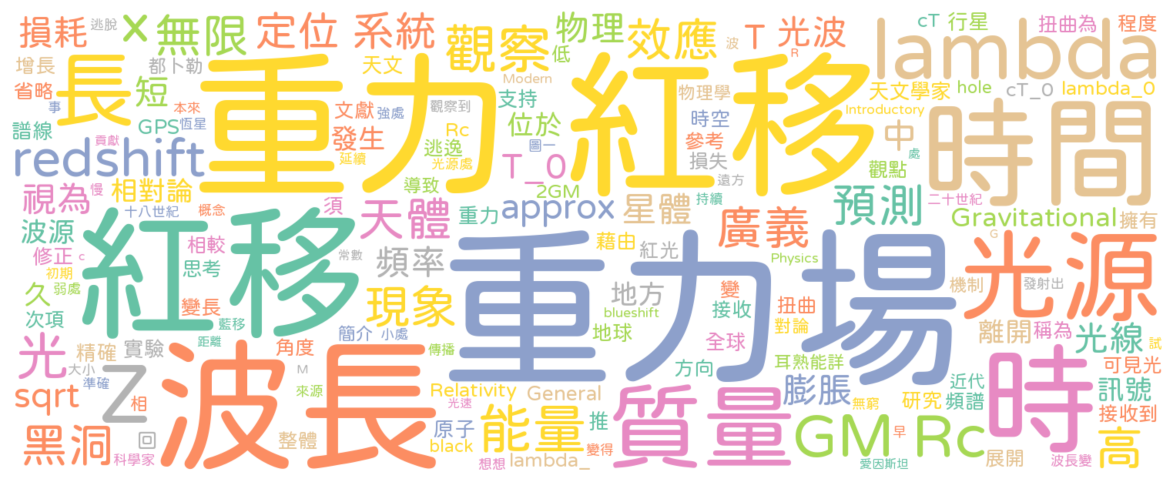 損耗 逃脫 X 無限 定位 系統 觀察 物理 效應 T 光波 lambda cT 行星 扭曲為 程度
增長 長 都卜勒 重力紅移 天文 低 波 R
省略 短 文獻 強處 Modern 支持 物理學 天文學家 hole cT_0 lambda_0
事 本來 恆星 觀察到 Introductory
譜線 貢獻 GPS 發生 Rc 位於 時空 參考 中 時間
redshift 延續 逃逸 光源處 圖一 T_0 損失 遠方 處 觀點
視為 慢 相對論 須 導致 2GM 持續 預測 二十世紀
波源 十八世紀 概念 天體 重力 approx 星體 廣義 Gravitational 擁有
修正 c 紅移 相較 常數 頻率 重力場 藉由 紅光 Physics G 光源
初期 思考 機制 發射出
久 弱處 變長 藍移 現象 地方 blueshift 變 接收 扭曲
次項 距離 簡介 小處 地球 對論 離開 稱為 光線
光 精確 實驗 角度 傳播 全球 耳熟能詳 試
大小 準確 波長 M 方向 膨脹 近代 可見光
sqrt Z 相 來源 Relativity 光速 General 質量 無窮 研究 頻譜 時 訊號
黑洞 回 整體 原子 能量 推 GM Rc 早 接收到
科學家 black 想想 lambda_ 變得 愛因斯坦 展開 波長變 高